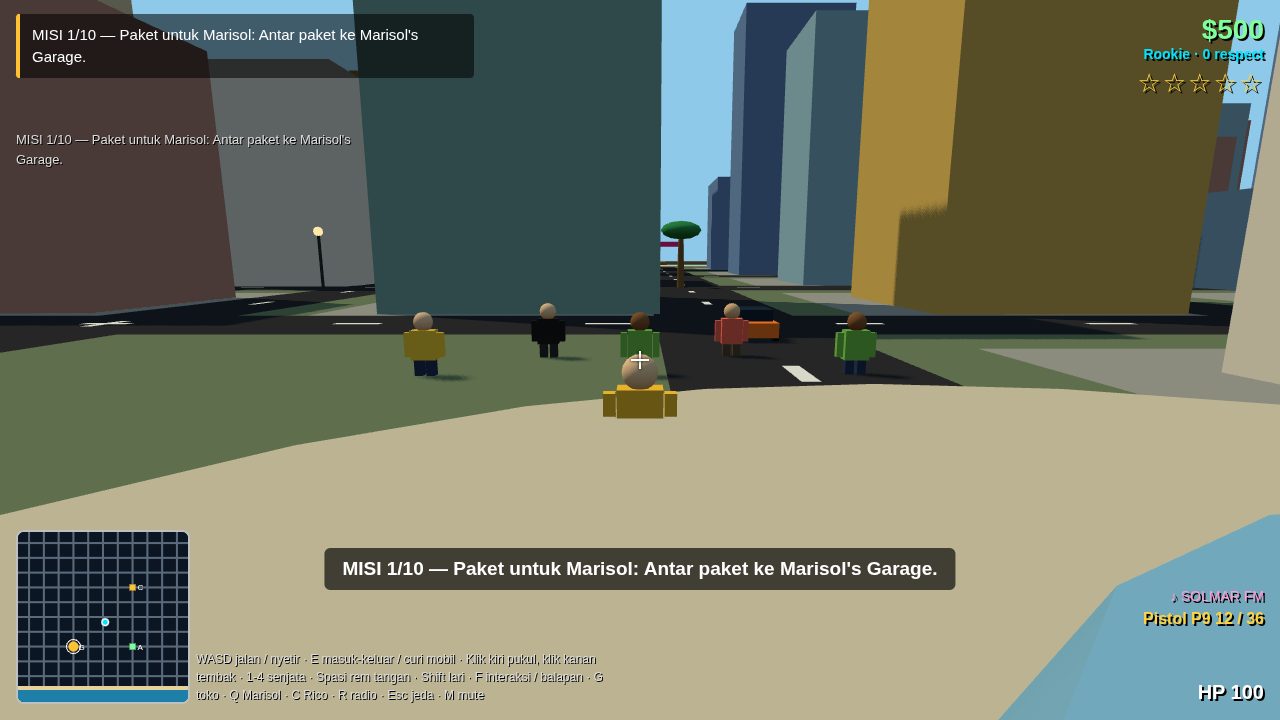 MISI 1/10 — Paket untuk Marisol: Antar paket ke Marisol's
Garage.
$500
Rookie · 0 respect
☆☆☆☆☆
MISI 1/10 — Paket untuk Marisol: Antar paket ke Marisol's
Garage.
MISI 1/10 — Paket untuk Marisol: Antar paket ke Marisol's Garage.
C
B
A
WASD jalan / nyetir · E masuk-keluar / curi mobil · Klik kiri pukul, klik kanan
tembak · 1-4 senjata · Spasi rem tangan · Shift lari · F interaksi / balapan · G
toko · Q Marisol · C Rico · R radio · Esc jeda · M mute
♪ SOLMAR FM
Pistol P9 12 / 36
HP 100